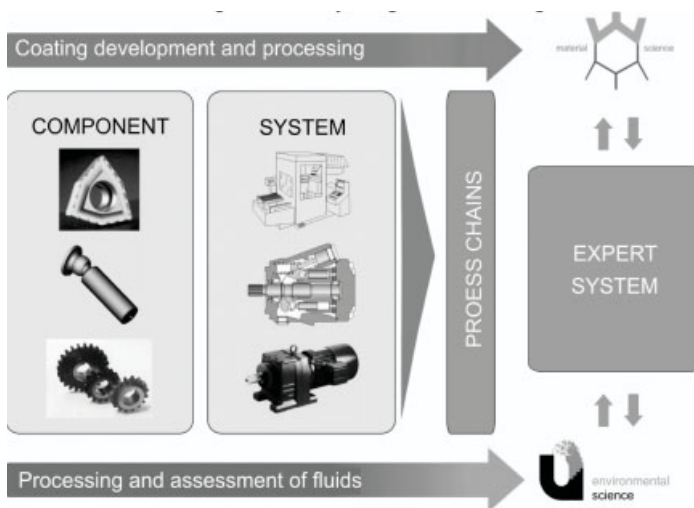 Coating development and processing
material science
COMPONENT
SYSTEM
PROESS CHAINS
EXPERT
SYSTEM
Processing and assessment of fluids
environmental
science